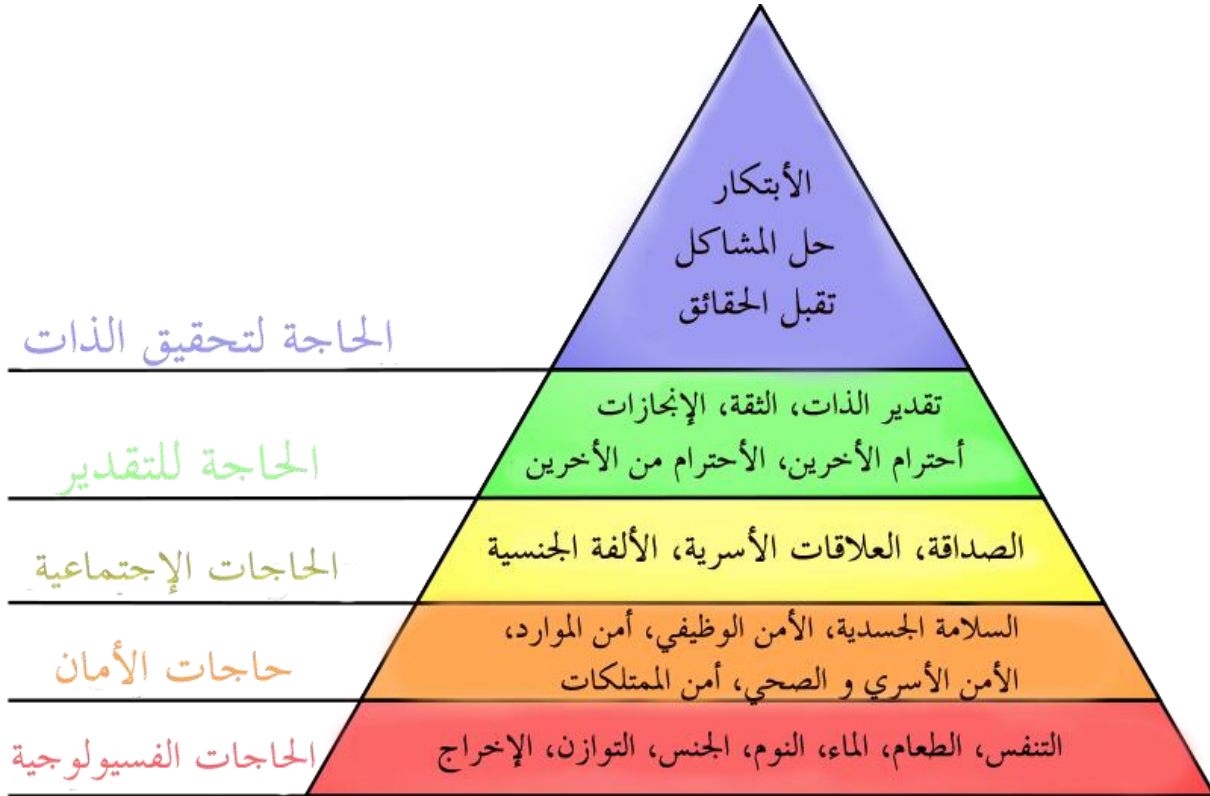 الأبتكار
حل المشاكل
تقبل الحقائق
الحاجة لتحقيق الذات
تقدير الذات، الثقة، الإنجازات
أحترام الأخرين، الأحترام من الأخرين
الحاجة للتقدير
الصداقة، العلاقات الأسرية، الألفة الجنسية
الحاجات الإجتماعية
السلامة الجسدية، الأمن الوظيفي، أمن الموارد،
الأمن الأسري و الصحي، أمن الممتلكات
حاجات الأمان
التنفس، الطعام، الماء، النوم، الجنس، التوازن، الإخراج
الحاجات الفسيولوجية